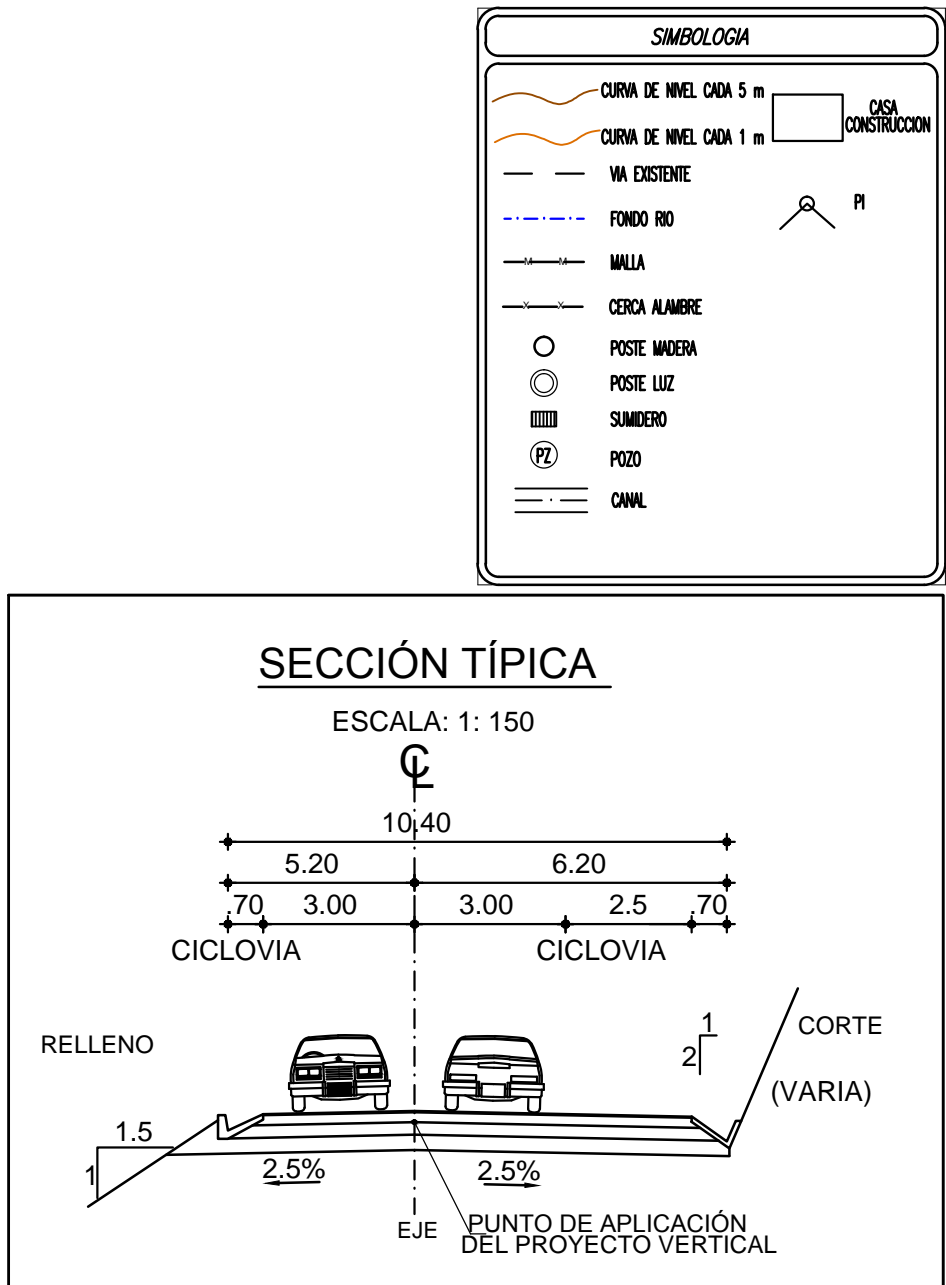 SIMBOLOGIA
CURVA DE NIVEL CADA 5 m
CASA
CONSTRUCCION
CURVA DE NIVEL CADA 1 m
VIA EXISTENTE
PI
FONDO RIO
M M
MALLA
X X
CERCA ALAMBRE
POSTE MADERA
POSTE LUZ
SUMIDERO
PZ
POZO
CANAL
SECCIÓN TÍPICA
ESCALA: 1: 150
CL
10.40
5.20 6.20
.70 3.00 3.00 2.5 .70
CICLOVIA CICLOVIA
RELLENO
1
2
CORTE
(VARIA)
1.5
1
2.5% 2.5%
EJE
PUNTO DE APLICACIÓN
DEL PROYECTO VERTICAL